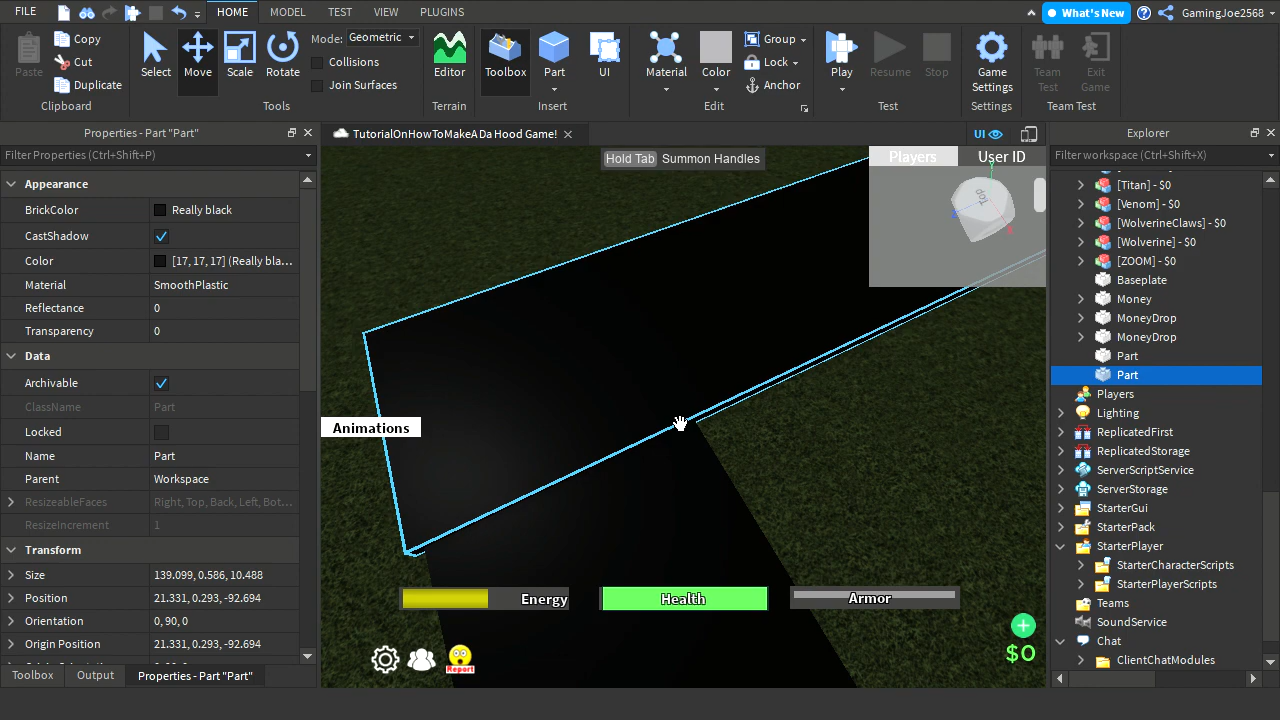 FILE
HOME
MODEL
TEST
VIEW
PLUGINS
What's New
GamingJoe2568
Paste
Copy
Cut
Duplicate
Clipboard
Select
Move
Scale
Rotate
Mode: Geometric
Collisions
Join Surfaces
Tools
Editor
Terrain
Toolbox
Part
UI
Insert
Material
Color
Group
Lock
Anchor
Edit
Play
Resume
Stop
Test
Game Settings
Settings
Team Test
Exit Game
Team Test
Properties - Part "Part"
Filter Properties (Ctrl+Shift+P)
Appearance
BrickColor Really black
CastShadow
Color [17, 17, 17] (Really bla...
Material SmoothPlastic
Reflectance 0
Transparency 0
Data
Archivable
ClassName Part
Locked
Name Part
Parent Workspace
ResizeableFaces Right, Top, Back, Left, Bot...
ResizeIncrement 1
Transform
Size 139.099, 0.586, 10.488
Position 21.331, 0.293, -92.694
Orientation 0, 90, 0
Origin Position 21.331, 0.293, -92.694
Toolbox
Output
Properties - Part "Part"
TutorialOnHowToMakeADa Hood Game!
UI
Hold Tab Summon Handles
Players
User ID
Y
Top
Animations
Energy
Health
Armor
Report
$0
Explorer
Filter workspace (Ctrl+Shift+X)
[Titan] - $0
[Venom] - $0
[WolverineClaws] - $0
[Wolverine] - $0
[ZOOM] - $0
Baseplate
Money
MoneyDrop
MoneyDrop
Part
Part
Players
Lighting
ReplicatedFirst
ReplicatedStorage
ServerScriptService
ServerStorage
StarterGui
StarterPack
StarterPlayer
StarterCharacterScripts
StarterPlayerScripts
Teams
SoundService
Chat
ClientChatModules